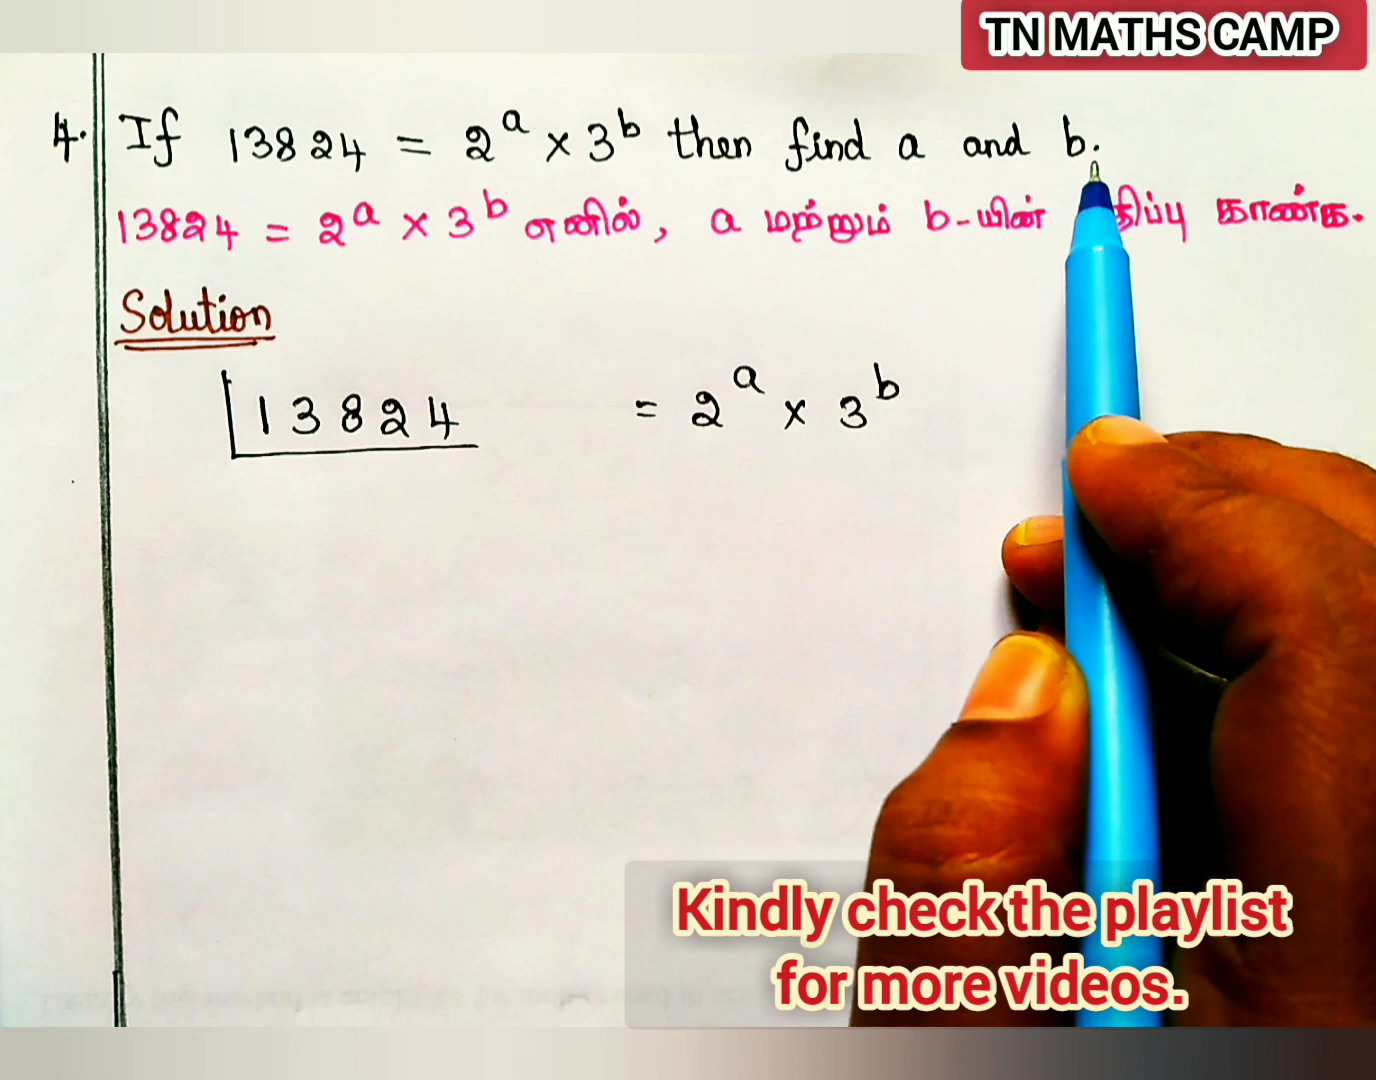 TN MATHS CAMP
4. If 13824 = 2^a × 3^b then find a and b.
13824 = 2^a × 3^b எனில், a மற்றும் b-யின் திப்பு காண்க.
Solution
13824 = 2^a × 3^b
Kindly check the playlist
for more videos.